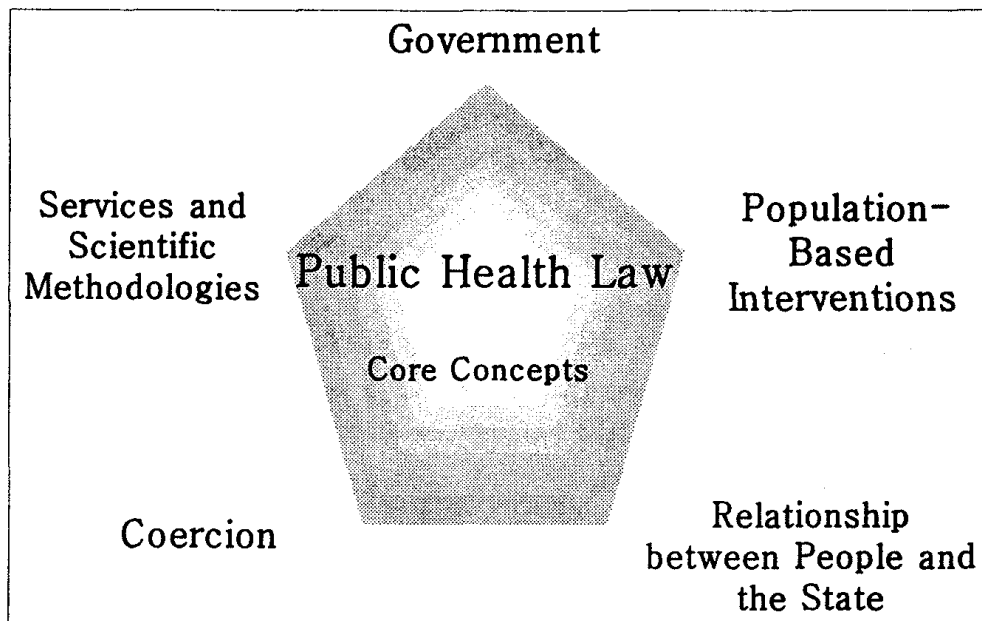 Government
Services and
Scientific
Methodologies
Population-
Based
Interventions
Public Health Law
Core Concepts
Coercion
Relationship
between People and
the State